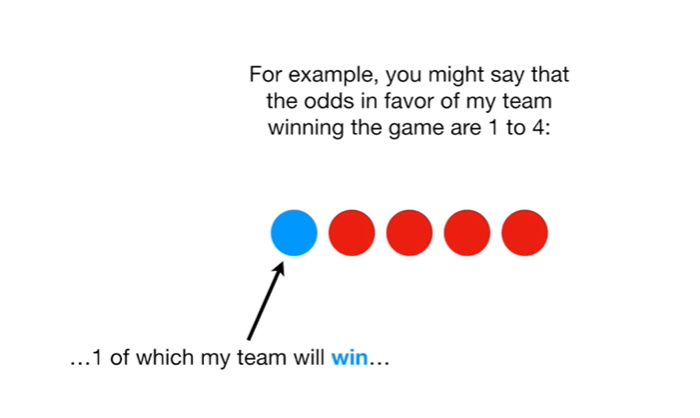 For example, you might say that
the odds in favor of my team
winning the game are 1 to 4:
…1 of which my team will win…